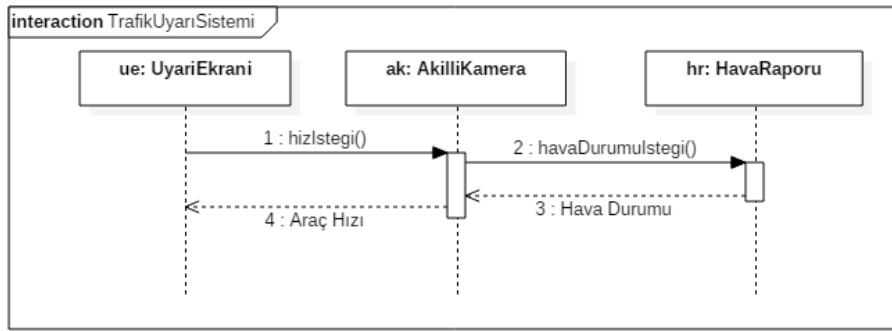 interaction TrafikUyarıSistemi
ue: UyariEkrani
ak: AkilliKamera
hr: HavaRaporu
1 : hizIstegi()
2 : havaDurumuIstegi()
3 : Hava Durumu
4 : Araç Hızı